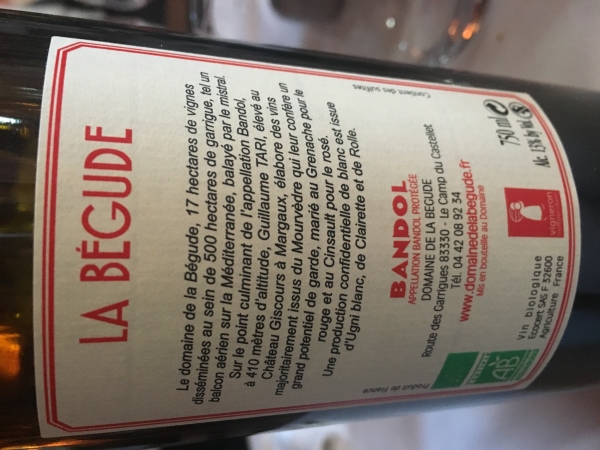 LA BÉGUDE
Le domaine de la Bégude, 17 hectares de vignes
disséminées au sein de 500 hectares de garrigue, tel un
balcon aérien sur la Méditerranée, balayé par le mistral.
Sur le point culminant de l'appellation Bandol,
à 410 mètres d'altitude, Guillaume TARI, élevé au
Château Giscours à Margaux, élabore des vins
majoritairement issus du Mourvèdre qui leur confère un
grand potentiel de garde, marié au Grenache pour le
rouge et au Cinsault pour le rosé.
Une production confidentielle de blanc est issue
d'Ugni blanc, de Clairette et de Rolle.
BANDOL
APPELLATION BANDOL PROTÉGÉE
DOMAINE DE LA BEGUDE
Route des Garrigues 83330 - Le Camp du Castellet
Tél. 04 42 08 92 34
www.domainedelabegude.fr
Mis en bouteille au Domaine
Produit de France
AB
Vin biologique
Ecocert SAS F 32600
Agriculture France
vigneron
750 ml e
Alc. 15% by Vol.
Contient des sulfites